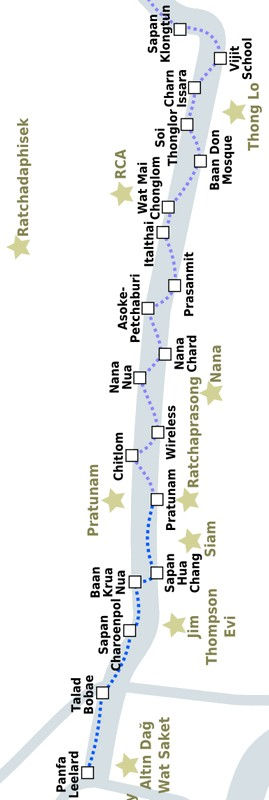 Sapan
Klongtun
Vijit
School
Charn
Issara
Thong Lo
Soi
Thonglor
Baan Don
Mosque
Ratchadaphisek
RCA
Wat Mai
Chonglom
Italthai
Prasanmit
Asoke-
Petchaburi
Nana
Chard
Nana
Nana
Nua
Wireless
Ratchaprasong
Chitlom
Pratunam
Pratunam
Siam
Sapan
Hua
Chang
Baan
Krua
Nua
Jim
Thompson
Evi
Sapan
Charoenpol
Talad
Bobae
Altın Dağ
Wat Saket
Panfa
Leelard
y